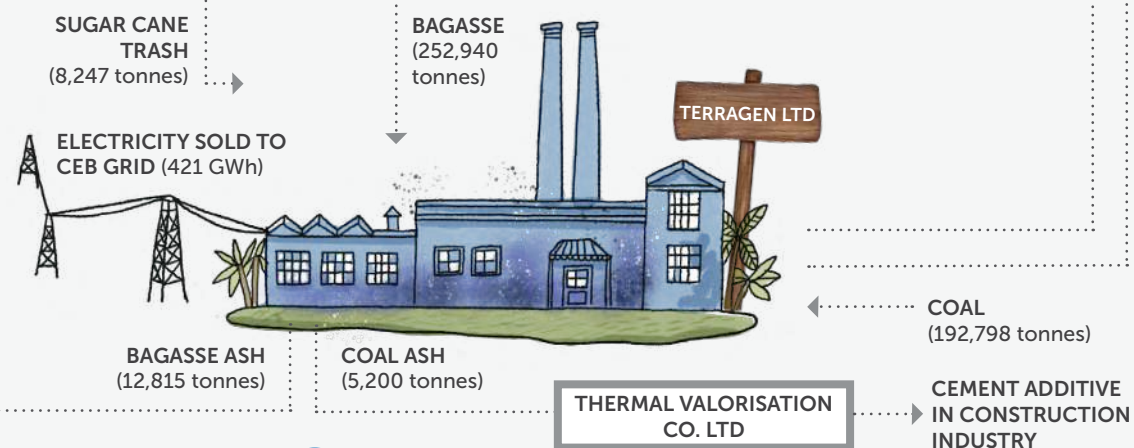 SUGAR CANE
TRASH
(8,247 tonnes)
BAGASSE
(252,940
tonnes)
TERRAGEN LTD
ELECTRICITY SOLD TO
CEB GRID (421 GWh)
COAL
(192,798 tonnes)
BAGASSE ASH
(12,815 tonnes)
COAL ASH
(5,200 tonnes)
THERMAL VALORISATION
CO. LTD
CEMENT ADDITIVE
IN CONSTRUCTION
INDUSTRY